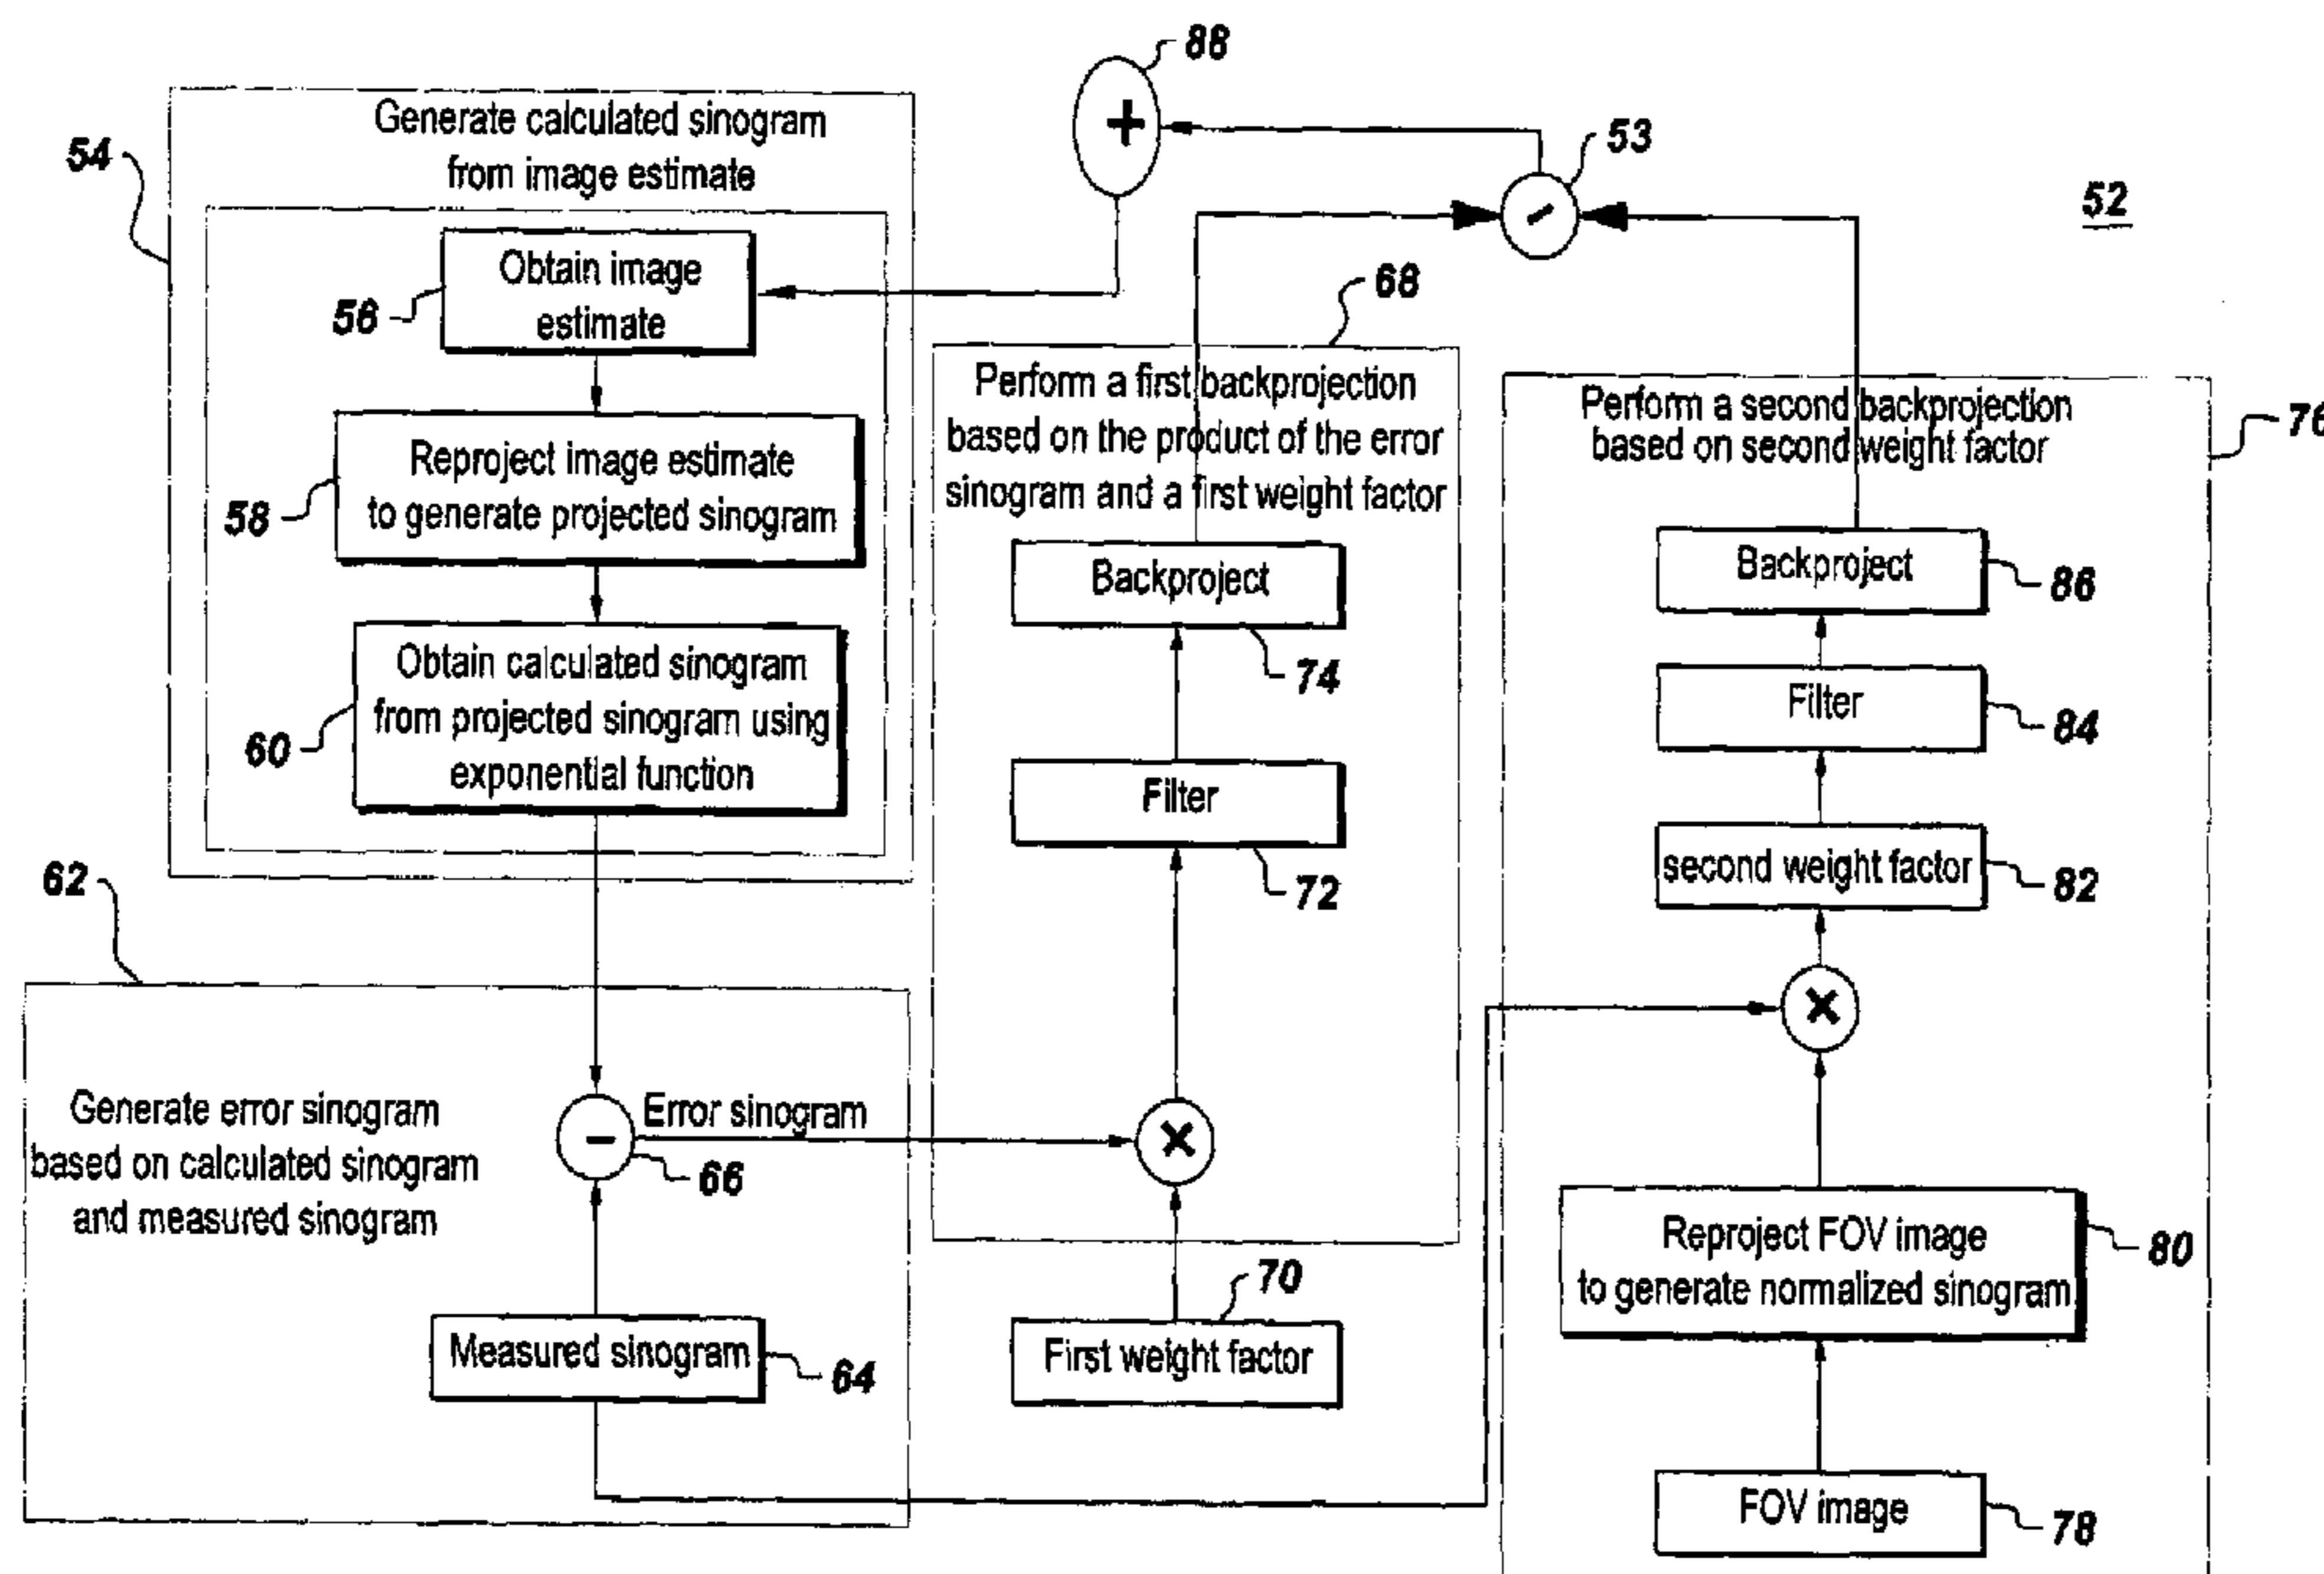 88
Generate calculated sinogram
from image estimate
54
53
52
Obtain image
estimate
56
68
Perform a first backprojection
based on the product of the error
sinogram and a first weight factor
Perform a second backprojection
based on second weight factor
76
Reproject image estimate
to generate projected sinogram
58
Backproject
74
Backproject
86
Obtain calculated sinogram
from projected sinogram using
exponential function
60
Filter
84
Filter
72
second weight factor
82
62
×
Generate error sinogram
based on calculated sinogram
and measured sinogram
Error sinogram
66
×
Reproject FOV image
to generate normalized sinogram
80
70
Measured sinogram
64
First weight factor
FOV image
78